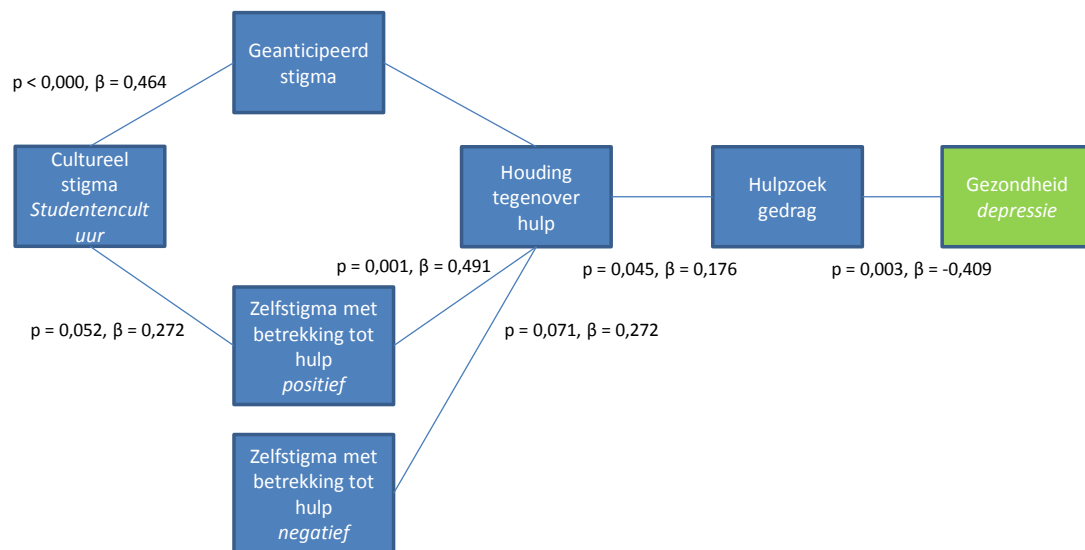 Geanticipeerd
stigma
p < 0,000, β = 0,464
Cultureel
stigma
Studentencult
uur
Houding
tegenover
hulp
Hulpzoek
gedrag
Gezondheid
depressie
p = 0,001, β = 0,491
p = 0,045, β = 0,176
p = 0,003, β = -0,409
Zelfstigma met
betrekking tot
hulp
positief
p = 0,052, β = 0,272
p = 0,071, β = 0,272
Zelfstigma met
betrekking tot
hulp
negatief